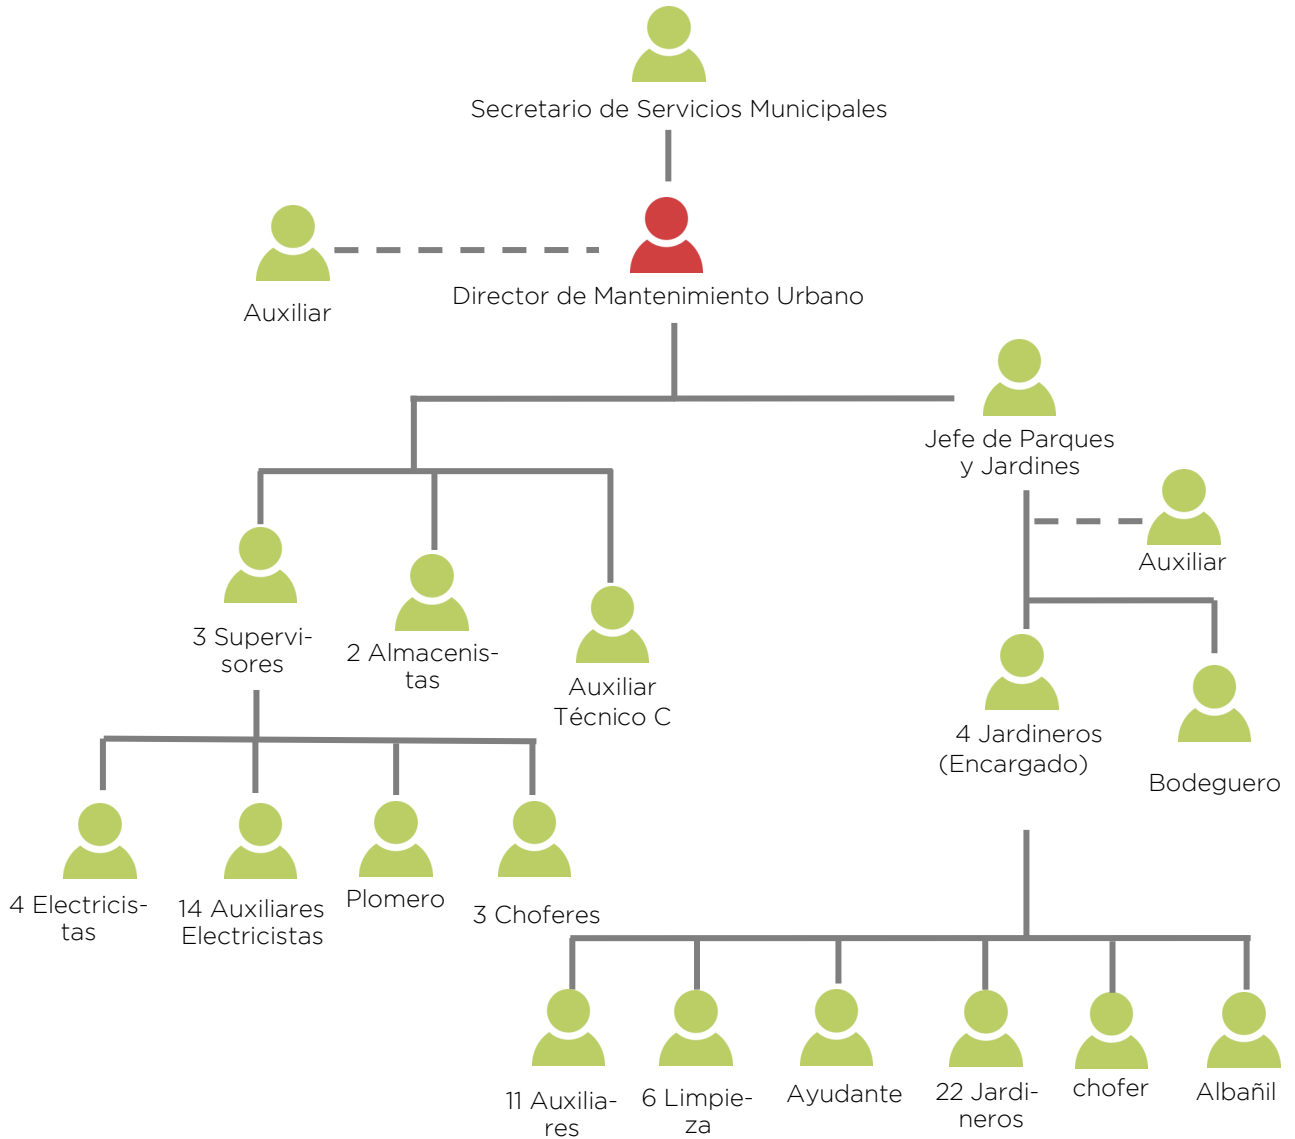 Secretario de Servicios Municipales
Auxiliar
Director de Mantenimiento Urbano
Jefe de Parques
y Jardines
Auxiliar
3 Supervi-
sores
2 Almacenis-
tas
Auxiliar
Técnico C
4 Jardineros
(Encargado)
Bodeguero
4 Electricis-
tas
14 Auxiliares
Electricistas
Plomero
3 Choferes
11 Auxilia-
res
6 Limpie-
za
Ayudante
22 Jardi-
neros
chofer
Albañil